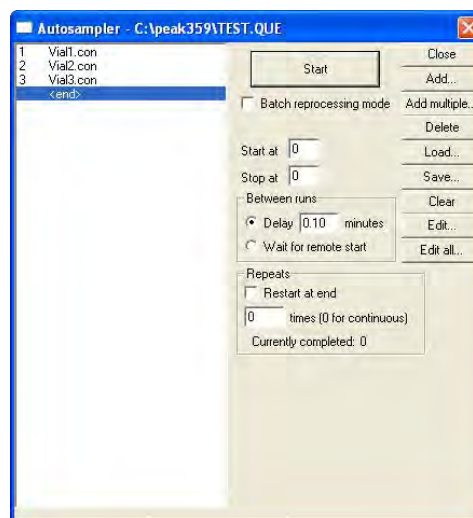 Autosampler - C:\peak359\TEST.QUE
1 Vial1.con
2 Vial2.con
3 Vial3.con
<end>
Start
Batch reprocessing mode
Start at 0
Stop at 0
Between runs
Delay 0.10 minutes
Wait for remote start
Repeats
Restart at end
0 times (0 for continuous)
Currently completed: 0
Close
Add...
Add multiple...
Delete
Load...
Save...
Clear
Edit...
Edit all...